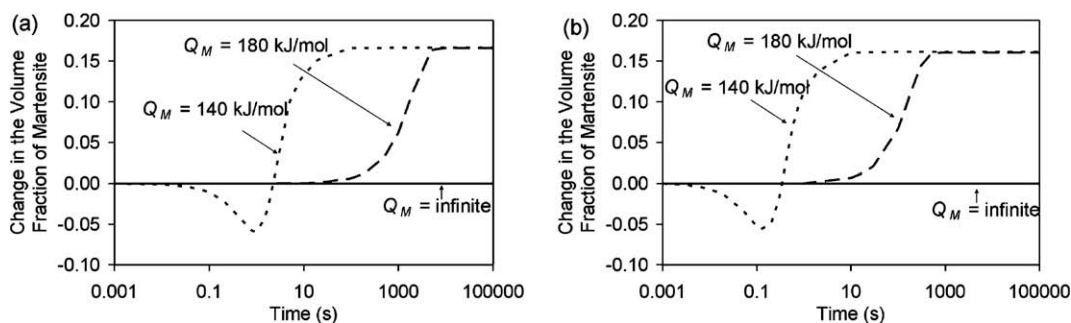 (a)
Change in the Volume
Fraction of Martensite
0.20
0.15
0.10
0.05
0.00
-0.05
-0.10
Q_M = 180 kJ/mol
Q_M = 140 kJ/mol
Q_M = infinite
0.001
0.1
10
1000
100000
Time (s)
(b)
Change in the Volume
Fraction of Martensite
0.20
0.15
0.10
0.05
0.00
-0.05
-0.10
Q_M = 180 kJ/mol
Q_M = 140 kJ/mol
Q_M = infinite
0.001
0.1
10
1000
100000
Time (s)